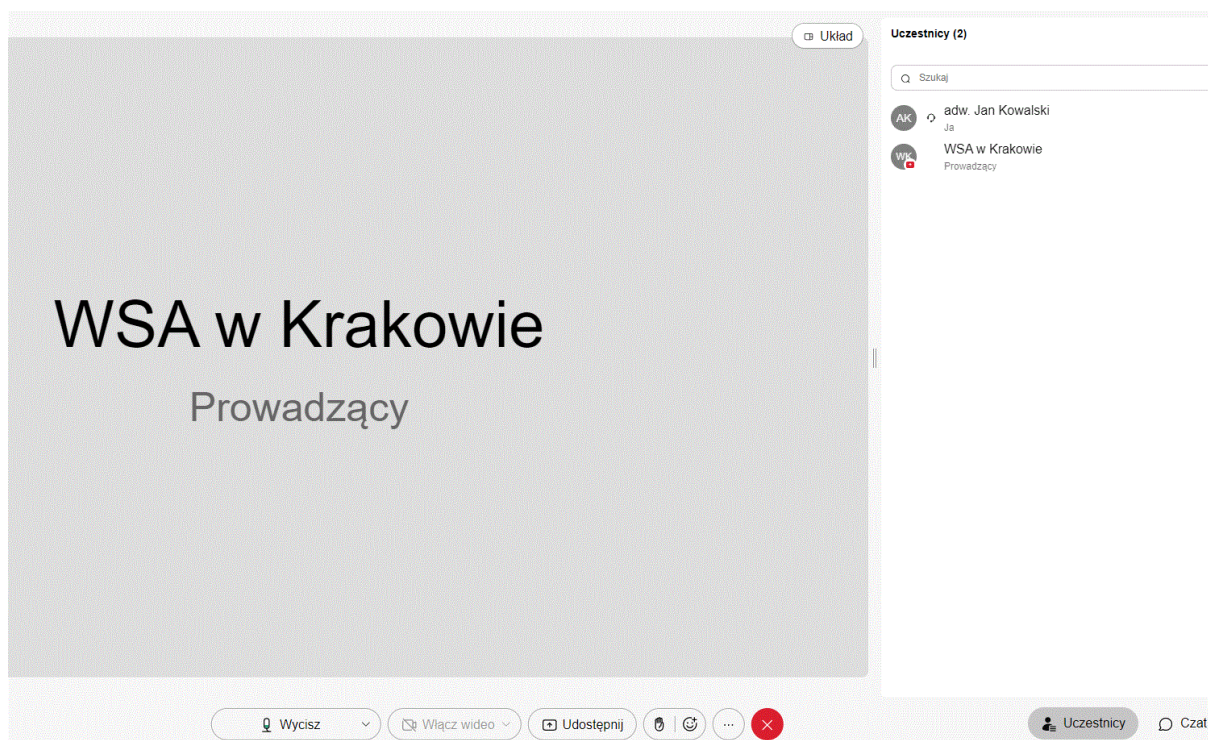 Układ
WSA w Krakowie
Prowadzący
Uczestnicy (2)
Szukaj
AK
adw. Jan Kowalski
Ja
WK
WSA w Krakowie
Prowadzący
Wycisz
Włącz wideo
Udostępnij
Uczestnicy
Czat